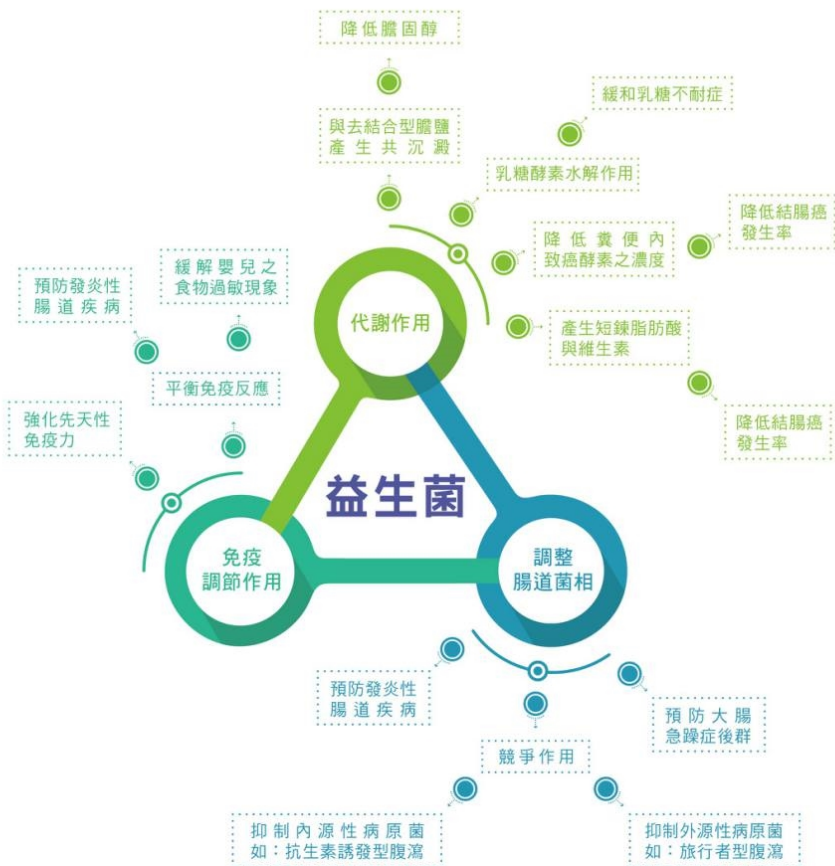 降低膽固醇
與去結合型膽鹽
產生共沉澱
緩和乳糖不耐症
乳糖酵素水解作用
降低糞便內
致癌酵素之濃度
降低結腸癌
發生率
產生短鍊脂肪酸
與維生素
降低結腸癌
發生率
代謝作用
緩解嬰兒之
食物過敏現象
預防發炎性
腸道疾病
平衡免疫反應
強化先天性
免疫力
益生菌
免疫
調節作用
調整
腸道菌相
預防發炎性
腸道疾病
競爭作用
預防大腸
急躁症後群
抑制內源性病原菌
如：抗生素誘發型腹瀉
抑制外源性病原菌
如：旅行者型腹瀉